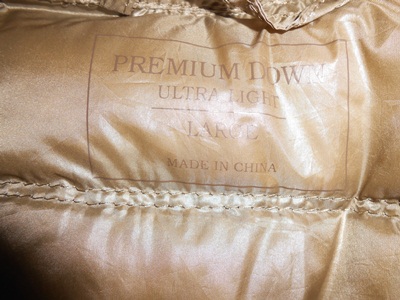 PREMIUM DOWN
ULTRA LIGHT
LARGE
MADE IN CHINA